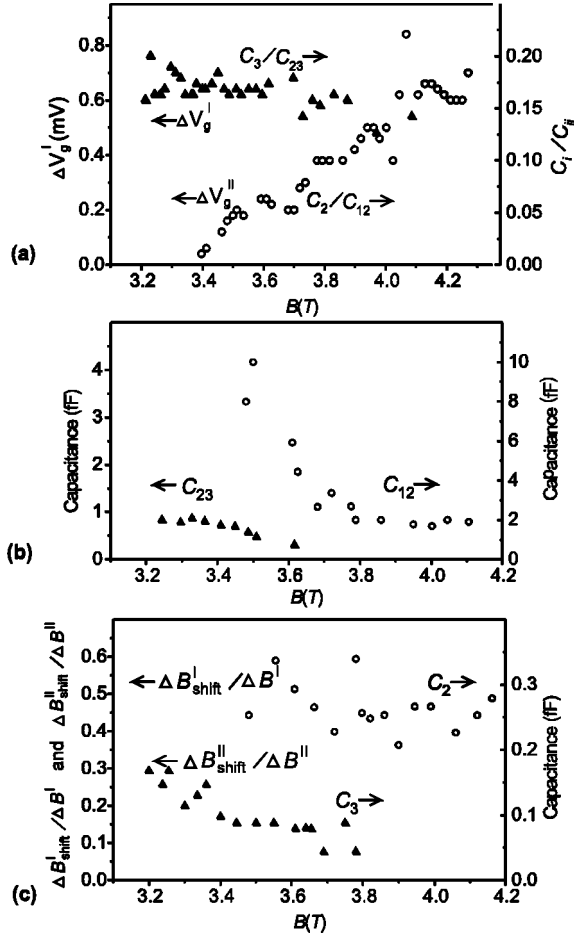 0.8
0.6
0.4
0.2
0.0
ΔV_g^I (mV)
C_3/C_23
ΔV_g^I
ΔV_g^II
C_2/C_12
0.20
0.15
0.10
0.05
0.00
C_i/C_ij
3.2 3.4 3.6 3.8 4.0 4.2
B(T)
(a)
4
3
2
1
0
Capacitance (fF)
C_23
C_12
10
8
6
4
2
0
Capacitance (fF)
3.2 3.4 3.6 3.8 4.0 4.2
B(T)
(b)
0.6
0.5
0.4
0.3
0.2
0.1
0.0
ΔB^I_shift/ΔB^I and ΔB^II_shift/ΔB^II
ΔB^I_shift/ΔB^I
C_2
ΔB^II_shift/ΔB^II
C_3
0.3
0.2
0.1
0.0
Capacitance (fF)
3.2 3.4 3.6 3.8 4.0 4.2
B(T)
(c)